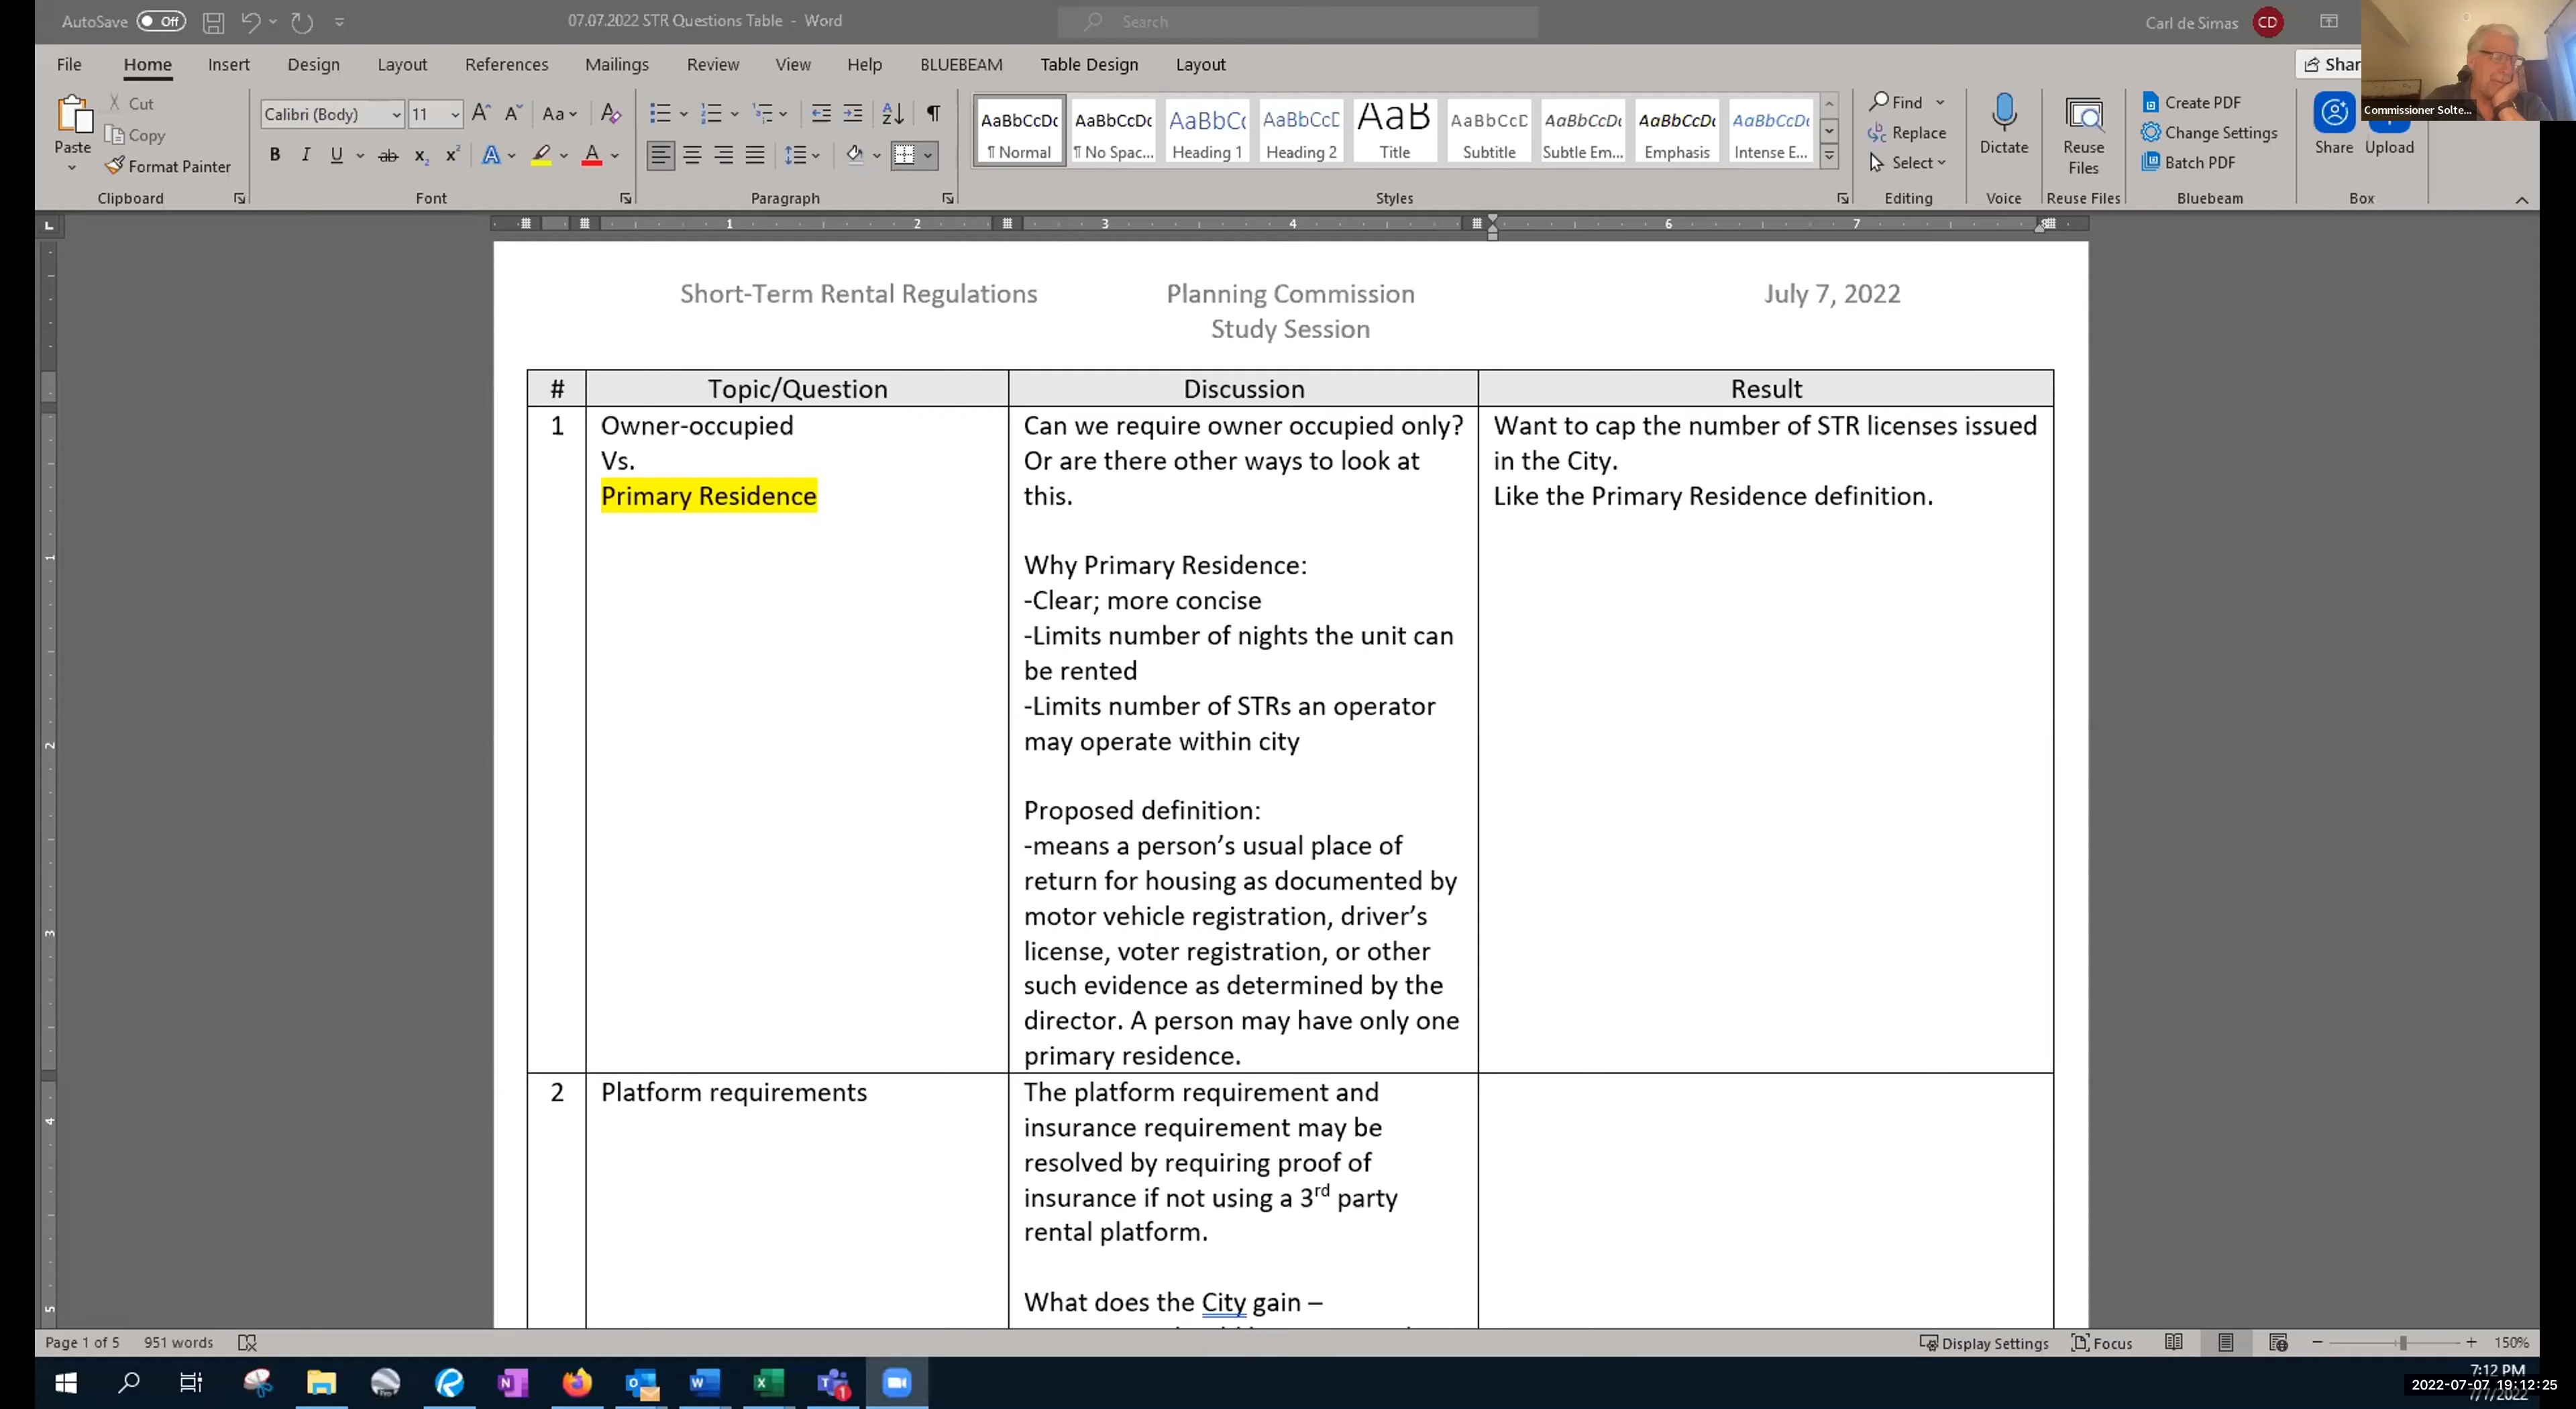 AutoSave Off
07.07.2022 STR Questions Table - Word
Search
Carl de Simas CD
File Home Insert Design Layout References Mailings Review View Help BLUEBEAM Table Design Layout
Shar
Commissioner Solte...
Paste
Cut
Copy
Format Painter
Clipboard
Calibri (Body) 11
Font
Paragraph
AaBbCcDc AaBbCcDc AaBbC AaBbCcD AaB AaBbCcD AaBbCcDc AaBbCcDc AaBbCcDc
¶ Normal ¶ No Spac... Heading 1 Heading 2 Title Subtitle Subtle Em... Emphasis Intense E...
Styles
Find
Replace
Select
Editing
Dictate
Voice
Reuse
Files
Reuse Files
Create PDF
Change Settings
Batch PDF
Bluebeam
Share Upload
Box
1 2 3 4 6 7
Short-Term Rental Regulations
Planning Commission
Study Session
July 7, 2022
# Topic/Question Discussion Result
1
Owner-occupied
Vs.
Primary Residence
Can we require owner occupied only?
Or are there other ways to look at
this.
Why Primary Residence:
-Clear; more concise
-Limits number of nights the unit can
be rented
-Limits number of STRs an operator
may operate within city
Proposed definition:
-means a person’s usual place of
return for housing as documented by
motor vehicle registration, driver’s
license, voter registration, or other
such evidence as determined by the
director. A person may have only one
primary residence.
Want to cap the number of STR licenses issued
in the City.
Like the Primary Residence definition.
2
Platform requirements
The platform requirement and
insurance requirement may be
resolved by requiring proof of
insurance if not using a 3rd party
rental platform.
What does the City gain –
Page 1 of 5 951 words
Display Settings Focus 150%
7:12 PM
2022-07-07 19:12:25